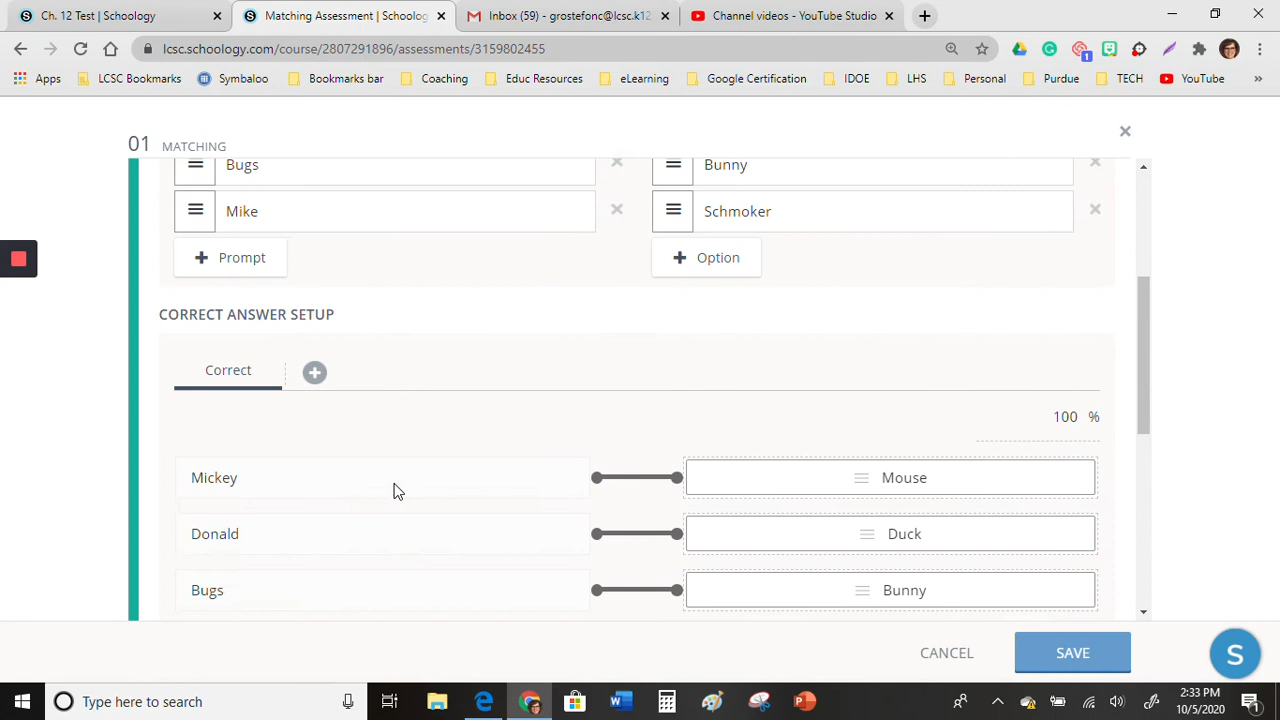 Ch. 12 Test | Schoology
Matching Assessment | Schoolog
Inbox (59) - grostefonc@lcsc.k12
Channel videos - YouTube Studio
lcsc.schoology.com/course/2807291896/assessments/3159802455
1
Apps
LCSC Bookmarks
Symbaloo
Bookmarks bar
Coaching
Educ Resources
eLearning
Google Certification
IDOE
LHS
Personal
Purdue
TECH
YouTube
01 MATCHING
Bugs
Bunny
Mike
Schmoker
+ Prompt
+ Option
CORRECT ANSWER SETUP
Correct
100 %
Mickey
Mouse
Donald
Duck
Bugs
Bunny
CANCEL
SAVE
S
Type here to search
2:33 PM
10/5/2020
1